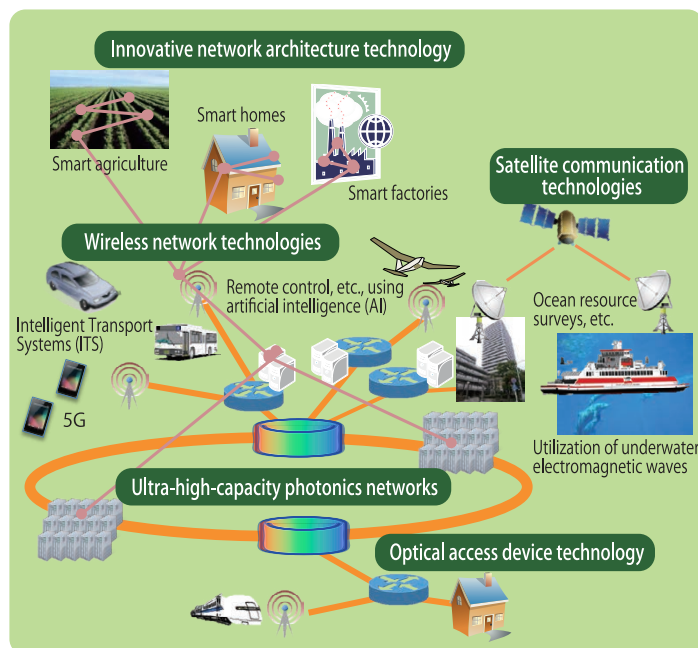 Innovative network architecture technology
Smart homes
Smart agriculture
Smart factories
Satellite communication
technologies
Wireless network technologies
Remote control, etc., using
artificial intelligence (AI)
Intelligent Transport
Systems (ITS)
Ocean resource
surveys, etc.
5G
Utilization of underwater
electromagnetic waves
Ultra-high-capacity photonics networks
Optical access device technology